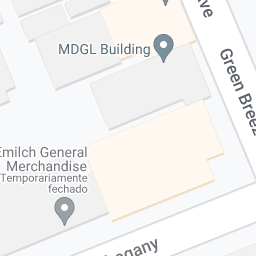 ve
MDGL Building
Green Breez
Emilch General
Merchandise
Temporariamente
fechado
ogany